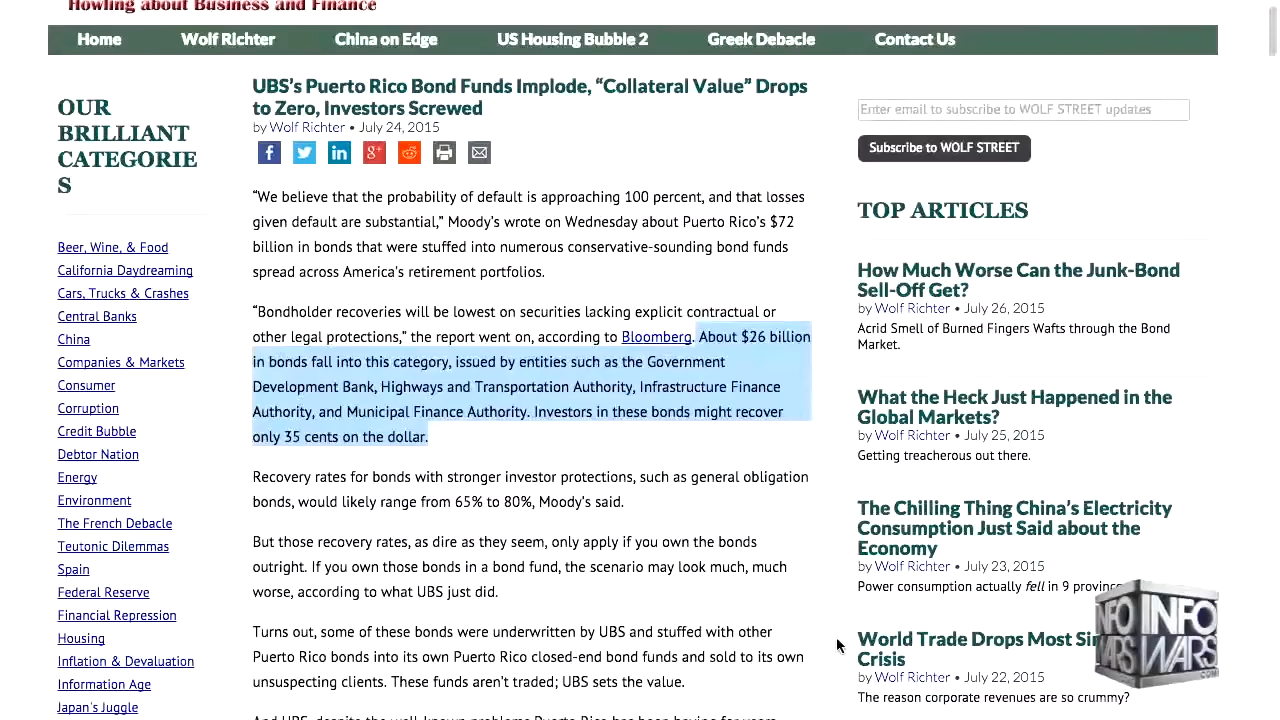 Howling about Business and Finance
Home Wolf Richter China on Edge US Housing Bubble 2 Greek Debacle Contact Us
OUR
BRILLIANT
CATEGORIE
S
Beer, Wine, & Food
California Daydreaming
Cars, Trucks & Crashes
Central Banks
China
Companies & Markets
Consumer
Corruption
Credit Bubble
Debtor Nation
Energy
Environment
The French Debacle
Teutonic Dilemmas
Spain
Federal Reserve
Financial Repression
Housing
Inflation & Devaluation
Information Age
Japan's Juggle
UBS’s Puerto Rico Bond Funds Implode, “Collateral Value” Drops
to Zero, Investors Screwed
by Wolf Richter • July 24, 2015
“We believe that the probability of default is approaching 100 percent, and that losses
given default are substantial,” Moody’s wrote on Wednesday about Puerto Rico’s $72
billion in bonds that were stuffed into numerous conservative-sounding bond funds
spread across America’s retirement portfolios.
“Bondholder recoveries will be lowest on securities lacking explicit contractual or
other legal protections,” the report went on, according to Bloomberg. About $26 billion
in bonds fall into this category, issued by entities such as the Government
Development Bank, Highways and Transportation Authority, Infrastructure Finance
Authority, and Municipal Finance Authority. Investors in these bonds might recover
only 35 cents on the dollar.
Recovery rates for bonds with stronger investor protections, such as general obligation
bonds, would likely range from 65% to 80%, Moody’s said.
But those recovery rates, as dire as they seem, only apply if you own the bonds
outright. If you own those bonds in a bond fund, the scenario may look much, much
worse, according to what UBS just did.
Turns out, some of these bonds were underwritten by UBS and stuffed with other
Puerto Rico bonds into its own Puerto Rico closed-end bond funds and sold to its own
unsuspecting clients. These funds aren’t traded; UBS sets the value.
And UBS, despite the well-known problems Puerto Rico has been having for years,
Enter email to subscribe to WOLF STREET updates
Subscribe to WOLF STREET
TOP ARTICLES
How Much Worse Can the Junk-Bond
Sell-Off Get?
by Wolf Richter • July 26, 2015
Acrid Smell of Burned Fingers Wafts through the Bond
Market.
What the Heck Just Happened in the
Global Markets?
by Wolf Richter • July 25, 2015
Getting treacherous out there.
The Chilling Thing China’s Electricity
Consumption Just Said about the
Economy
by Wolf Richter • July 23, 2015
Power consumption actually fell in 9
World Trade Drops Most
Crisis
by Wolf Richter • July 22, 2015
The reason corporate revenues are so crummy?
INFO
WARS
.COM